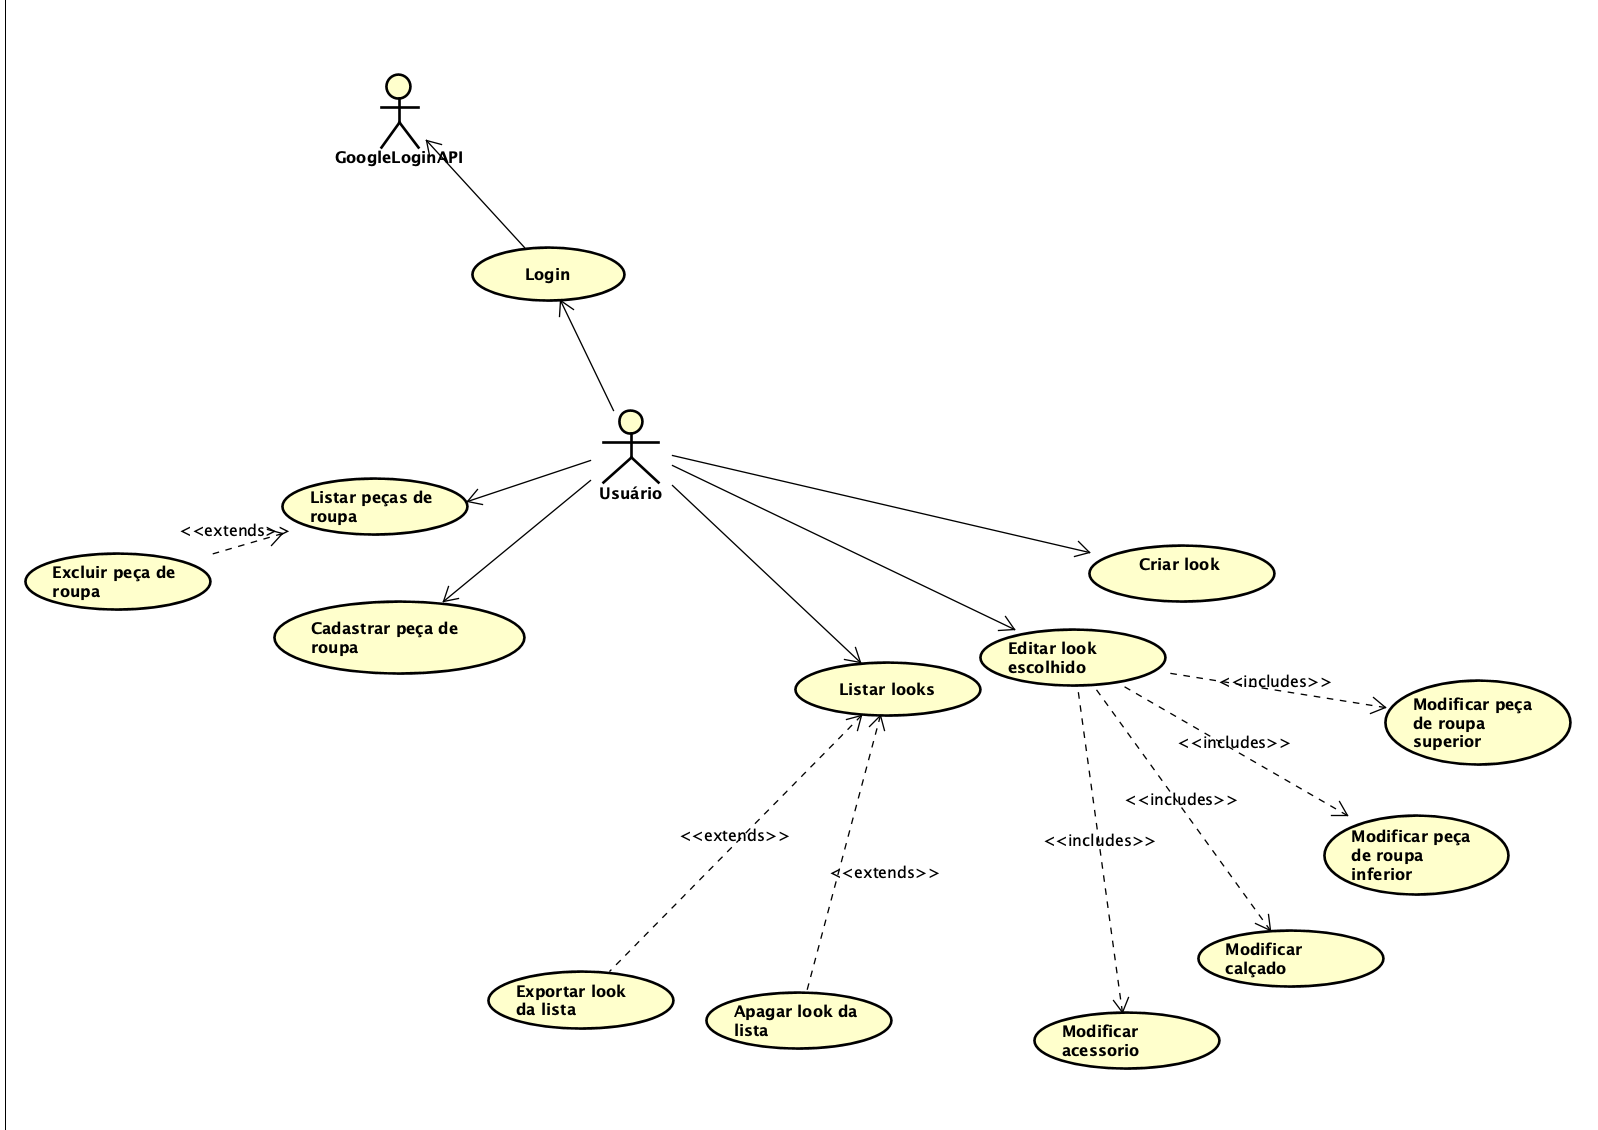 GoogleLoginAPI
Login
Usuário
Listar peças de
roupa
<<extends>>
Excluir peça de
roupa
Cadastrar peça de
roupa
Criar look
Editar look
escolhido
Listar looks
<<includes>>
Modificar peça
de roupa
superior
<<includes>>
<<includes>>
<<includes>>
<<extends>>
<<extends>>
Modificar peça
de roupa
inferior
Modificar
calçado
Exportar look
da lista
Apagar look da
lista
Modificar
acessorio